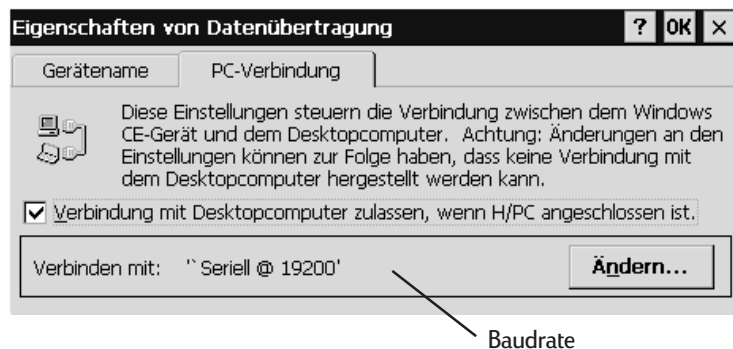 Eigenschaften von Datenübertragung ? OK ×
Gerätename PC-Verbindung
Diese Einstellungen steuern die Verbindung zwischen dem Windows
CE-Gerät und dem Desktopcomputer. Achtung: Änderungen an den
Einstellungen können zur Folge haben, dass keine Verbindung mit
dem Desktopcomputer hergestellt werden kann.
Verbindung mit Desktopcomputer zulassen, wenn H/PC angeschlossen ist.
Verbinden mit: '`Seriell @ 19200' Ändern...
Baudrate